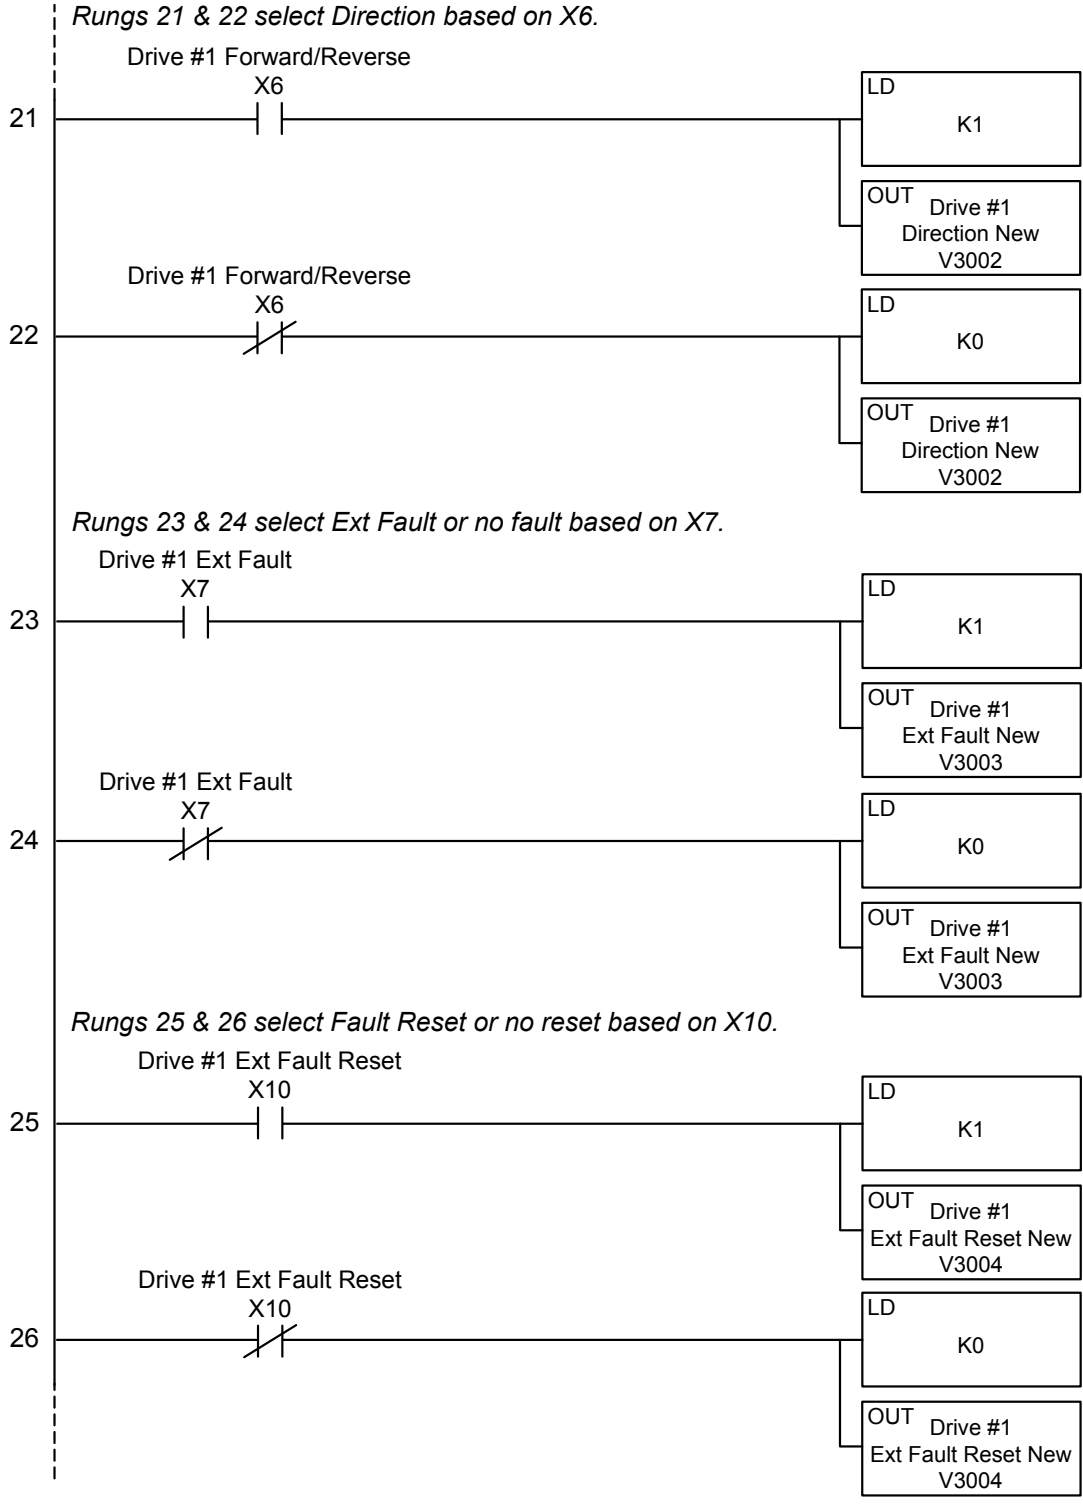 Rungs 21 & 22 select Direction based on X6.
Drive #1 Forward/Reverse
X6
21
LD
K1
OUT
Drive #1
Direction New
V3002
Drive #1 Forward/Reverse
X6
22
LD
K0
OUT
Drive #1
Direction New
V3002
Rungs 23 & 24 select Ext Fault or no fault based on X7.
Drive #1 Ext Fault
X7
23
LD
K1
OUT
Drive #1
Ext Fault New
V3003
Drive #1 Ext Fault
X7
24
LD
K0
OUT
Drive #1
Ext Fault New
V3003
Rungs 25 & 26 select Fault Reset or no reset based on X10.
Drive #1 Ext Fault Reset
X10
25
LD
K1
OUT
Drive #1
Ext Fault Reset New
V3004
Drive #1 Ext Fault Reset
X10
26
LD
K0
OUT
Drive #1
Ext Fault Reset New
V3004